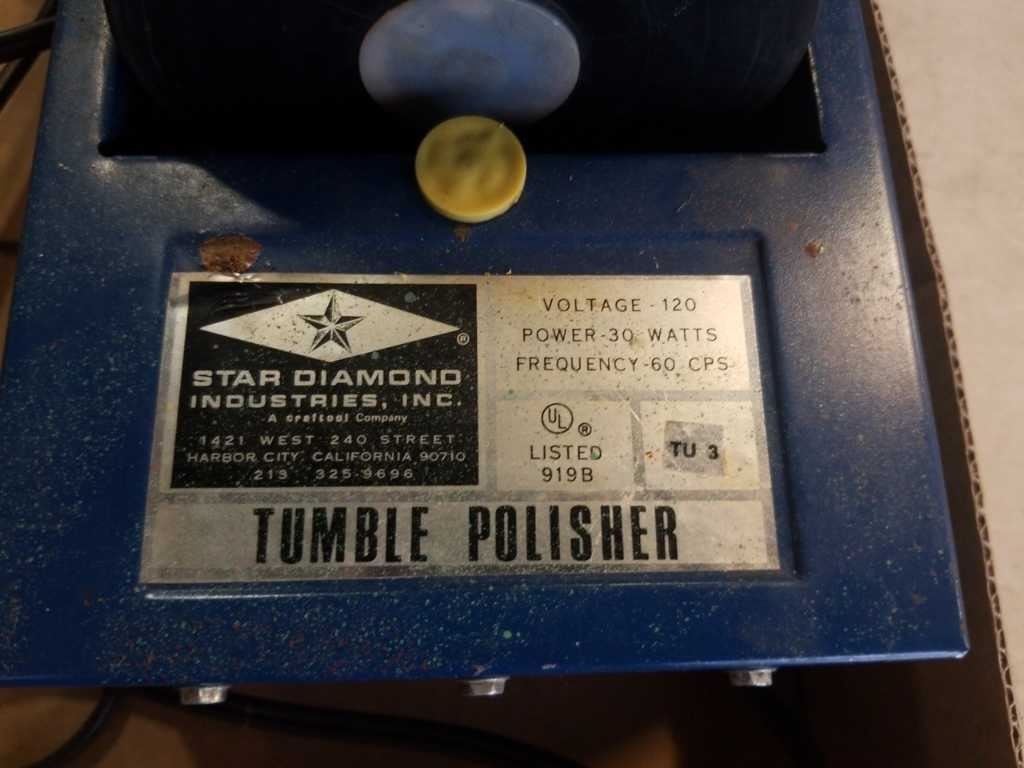 ®
STAR DIAMOND
INDUSTRIES, INC.
A craftool Company
1421 WEST 240 STREET
HARBOR CITY, CALIFORNIA 90710
213 325-9696
VOLTAGE - 120
POWER - 30 WATTS
FREQUENCY - 60 CPS
UL ®
LISTED
919B
TU 3
TUMBLE POLISHER